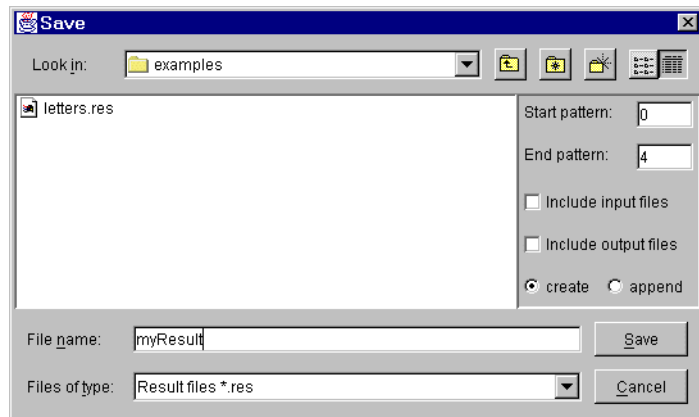 Save
Look in: examples
letters.res
Start pattern: 0
End pattern: 4
Include input files
Include output files
create append
File name: myResult Save
Files of type: Result files *.res Cancel